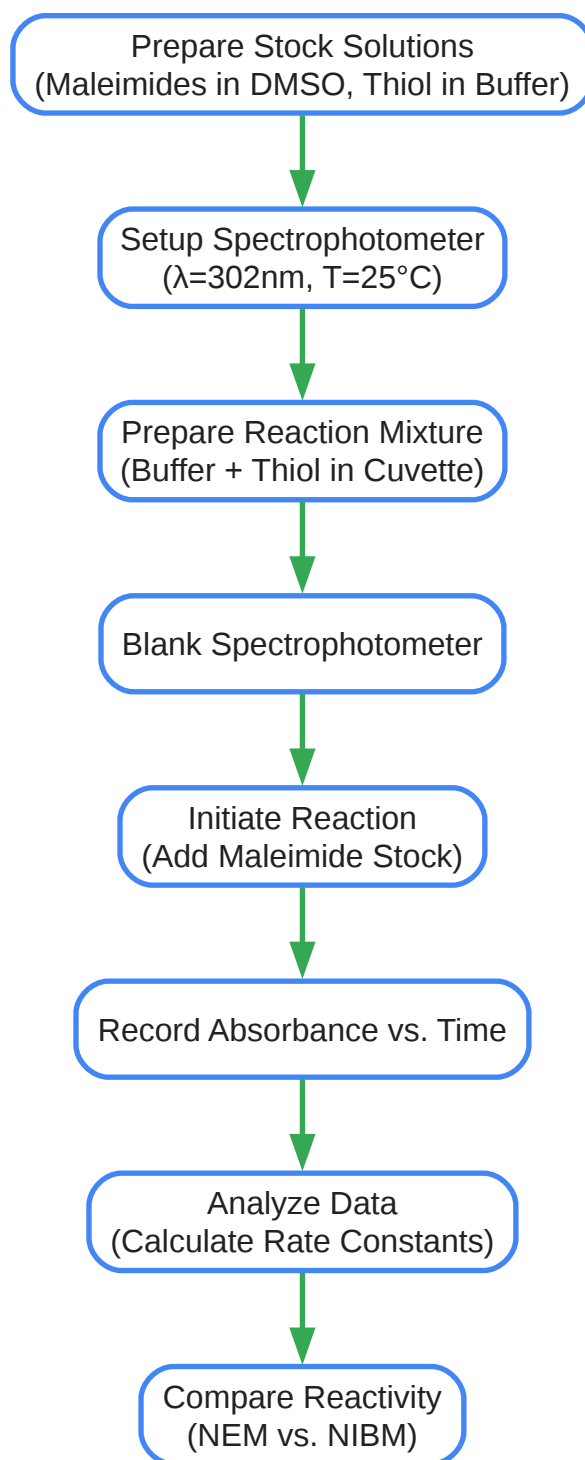 Prepare Stock Solutions
(Maleimides in DMSO, Thiol in Buffer)
Setup Spectrophotometer
(λ=302nm, T=25°C)
Prepare Reaction Mixture
(Buffer + Thiol in Cuvette)
Blank Spectrophotometer
Initiate Reaction
(Add Maleimide Stock)
Record Absorbance vs. Time
Analyze Data
(Calculate Rate Constants)
Compare Reactivity
(NEM vs. NIBM)